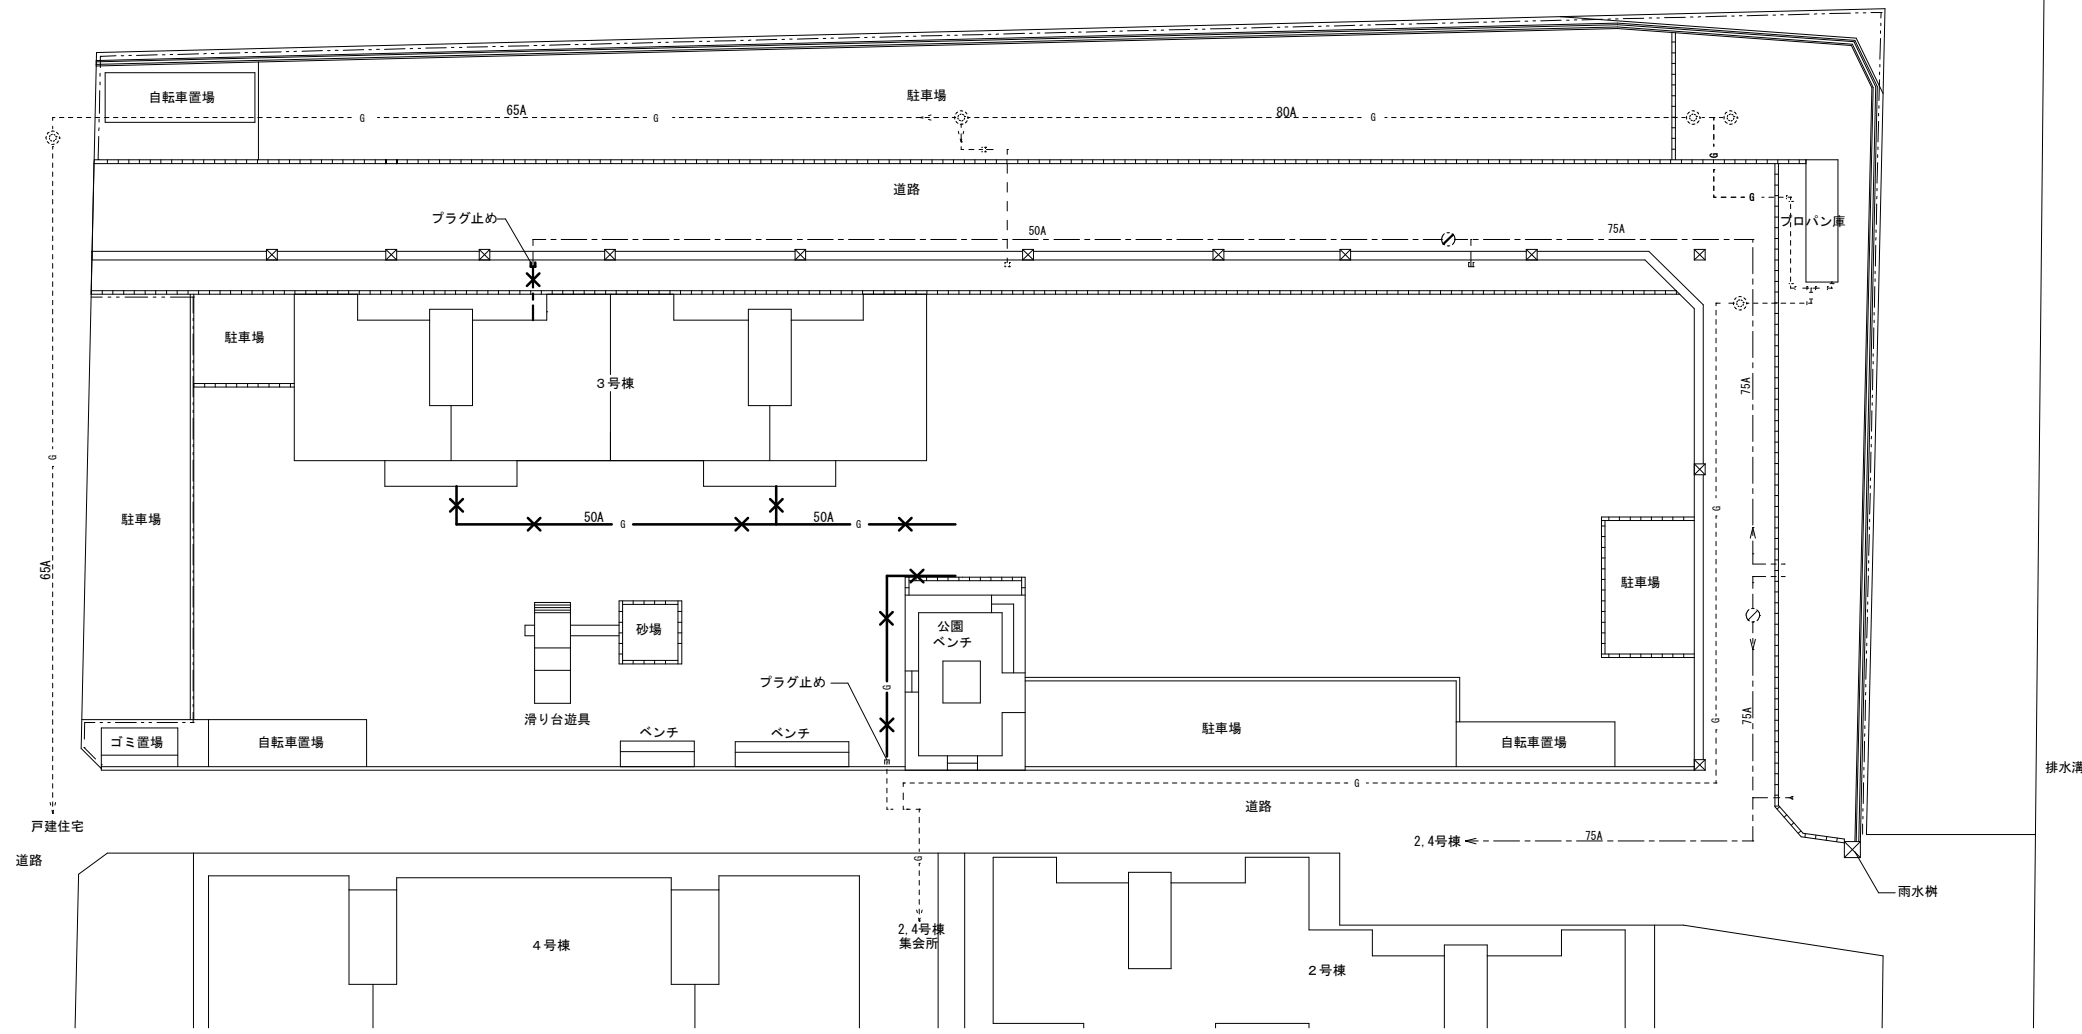 自転車置場
駐車場
65A
G
G
80A
G
G
道路
G
プラグ止め
プロパン庫
50A
75A
駐車場
3号棟
75A
G
駐車場
50A
G
50A
G
G
65A
駐車場
公園
ベンチ
砂場
プラグ止め
G
滑り台遊具
75A
G
ゴミ置場
自転車置場
ベンチ
ベンチ
駐車場
自転車置場
排水溝
G
道路
戸建住宅
75A
2,4号棟
道路
G
雨水桝
2,4号棟
集会所
4号棟
2号棟